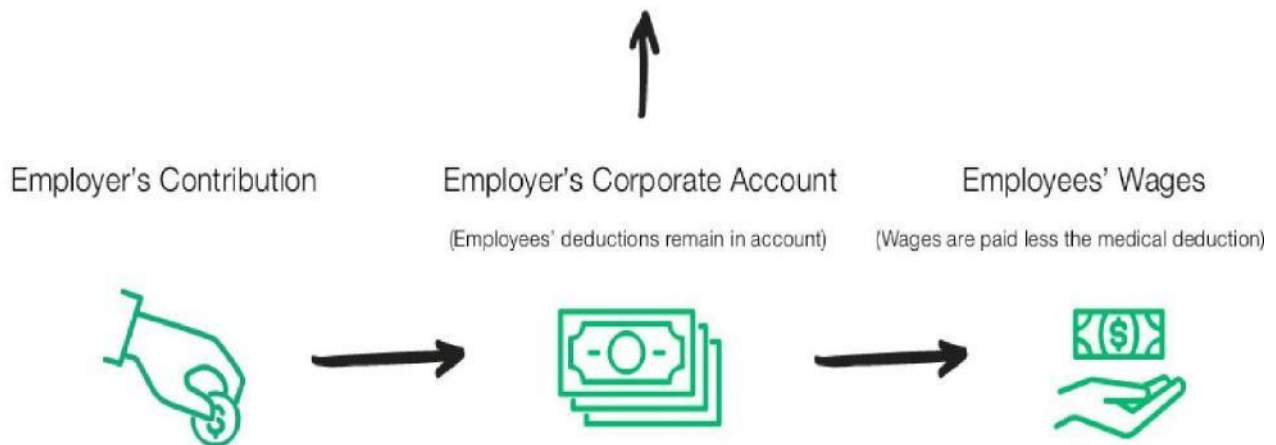 Employer's Contribution
Employer's Corporate Account
Employees' Wages
(Employees' deductions remain in account)
(Wages are paid less the medical deduction)
$
($)